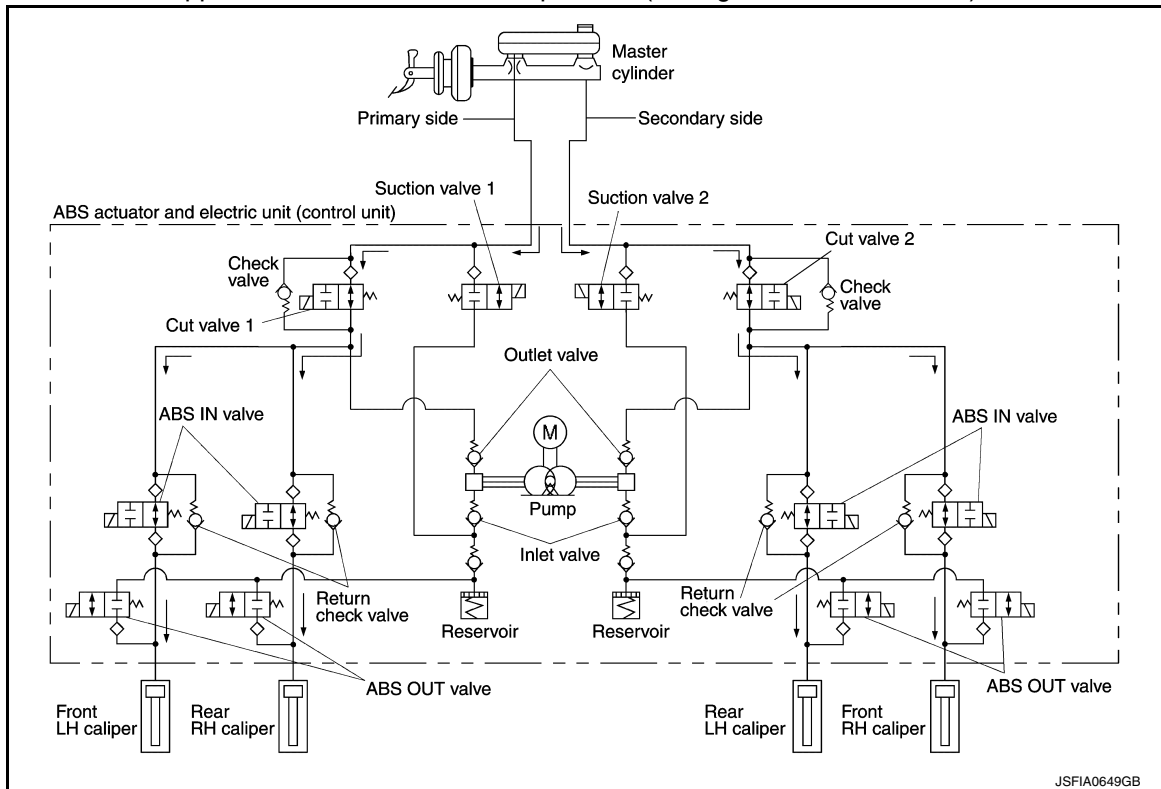 Master
cylinder
Primary side
Secondary side
Suction valve 1
Suction valve 2
ABS actuator and electric unit (control unit)
Cut valve 2
Check
valve
Check
valve
Cut valve 1
Outlet valve
ABS IN valve
ABS IN valve
M
Pump
Inlet valve
Return
check valve
Return
check valve
Reservoir
Reservoir
ABS OUT valve
ABS OUT valve
Front
LH caliper
Rear
RH caliper
Rear
LH caliper
Front
RH caliper
JSFIA0649GB